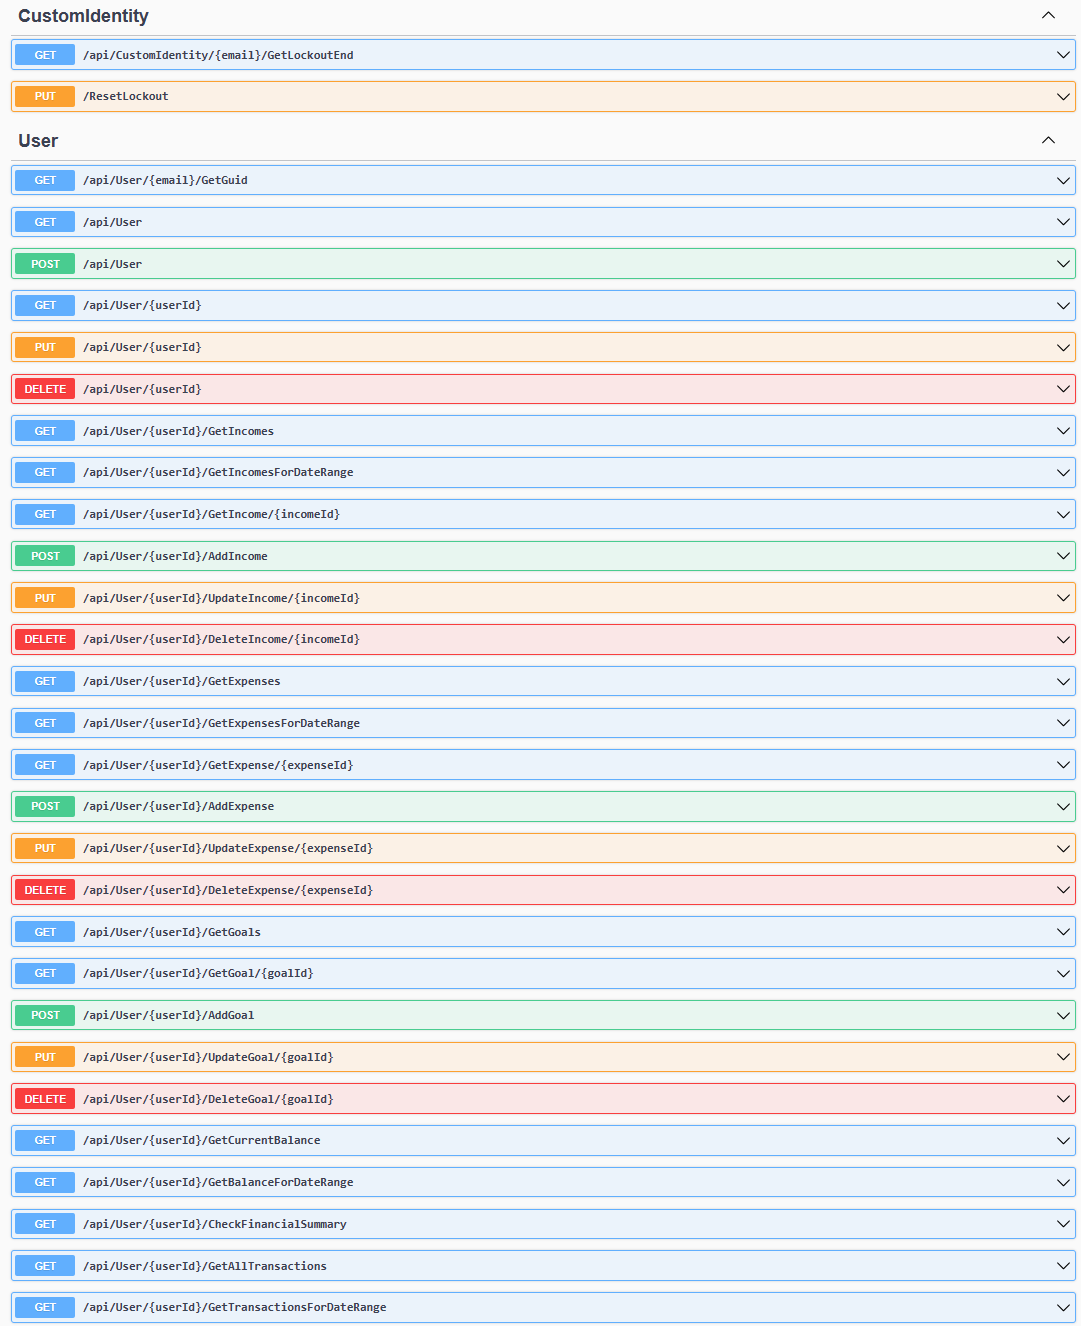 CustomIdentity
GET /api/CustomIdentity/{email}/GetLockoutEnd
PUT /ResetLockout
User
GET /api/User/{email}/GetGuid
GET /api/User
POST /api/User
GET /api/User/{userId}
PUT /api/User/{userId}
DELETE /api/User/{userId}
GET /api/User/{userId}/GetIncomes
GET /api/User/{userId}/GetIncomesForDateRange
GET /api/User/{userId}/GetIncome/{incomeId}
POST /api/User/{userId}/AddIncome
PUT /api/User/{userId}/UpdateIncome/{incomeId}
DELETE /api/User/{userId}/DeleteIncome/{incomeId}
GET /api/User/{userId}/GetExpenses
GET /api/User/{userId}/GetExpensesForDateRange
GET /api/User/{userId}/GetExpense/{expenseId}
POST /api/User/{userId}/AddExpense
PUT /api/User/{userId}/UpdateExpense/{expenseId}
DELETE /api/User/{userId}/DeleteExpense/{expenseId}
GET /api/User/{userId}/GetGoals
GET /api/User/{userId}/GetGoal/{goalId}
POST /api/User/{userId}/AddGoal
PUT /api/User/{userId}/UpdateGoal/{goalId}
DELETE /api/User/{userId}/DeleteGoal/{goalId}
GET /api/User/{userId}/GetCurrentBalance
GET /api/User/{userId}/GetBalanceForDateRange
GET /api/User/{userId}/CheckFinancialSummary
GET /api/User/{userId}/GetAllTransactions
GET /api/User/{userId}/GetTransactionsForDateRange